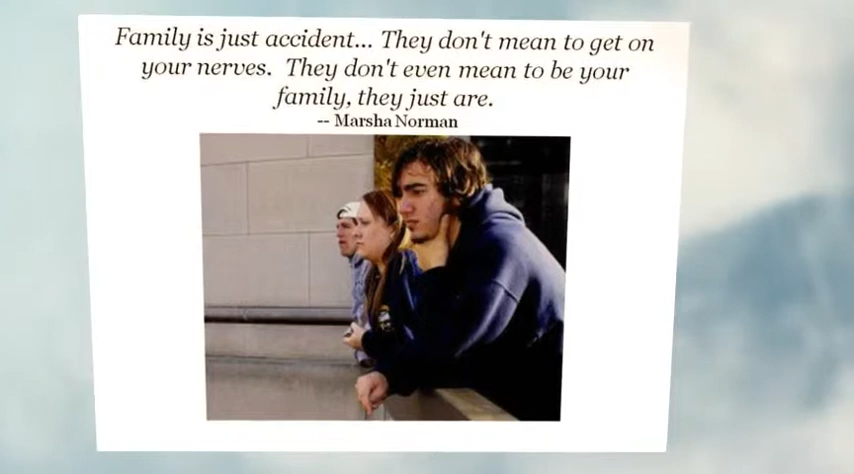 Family is just accident... They don't mean to get on
your nerves.  They don't even mean to be your
family, they just are.
-- Marsha Norman